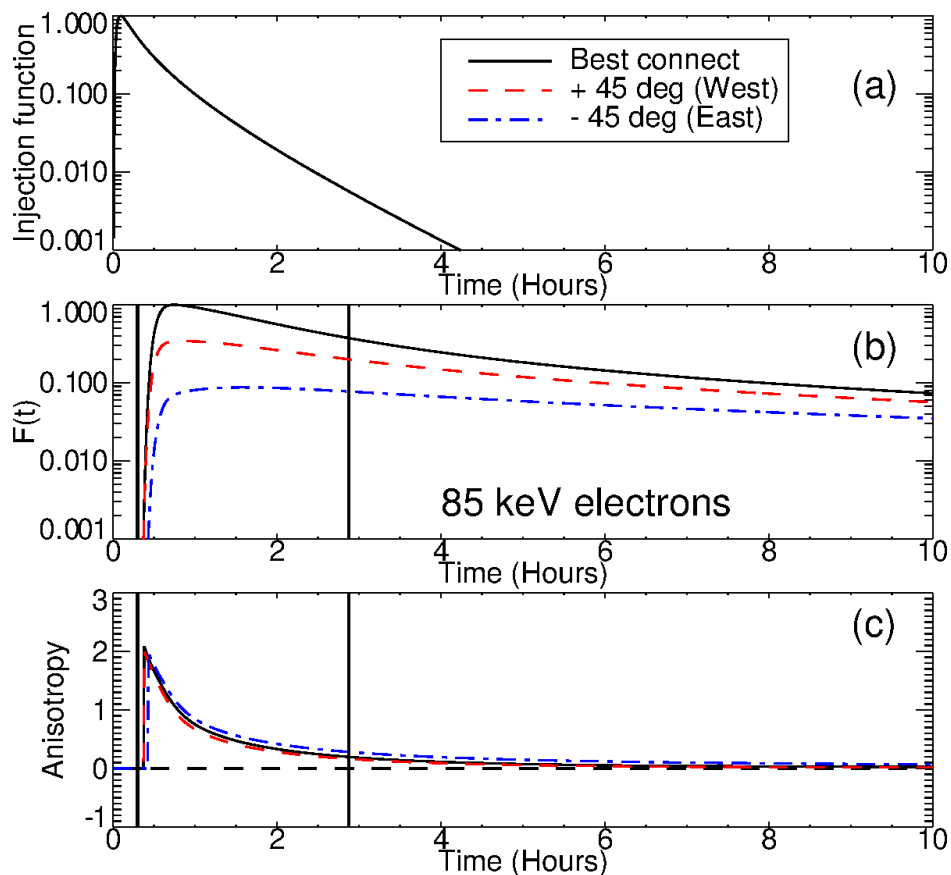 Injection function
1.000
0.100
0.010
0.001
Best connect
+ 45 deg (West)
- 45 deg (East)
(a)
0 2 4 6 8 10
Time (Hours)
F(t)
1.000
0.100
0.010
0.001
(b)
85 keV electrons
0 2 4 6 8 10
Time (Hours)
Anisotropy
3
2
1
0
-1
(c)
0 2 4 6 8 10
Time (Hours)